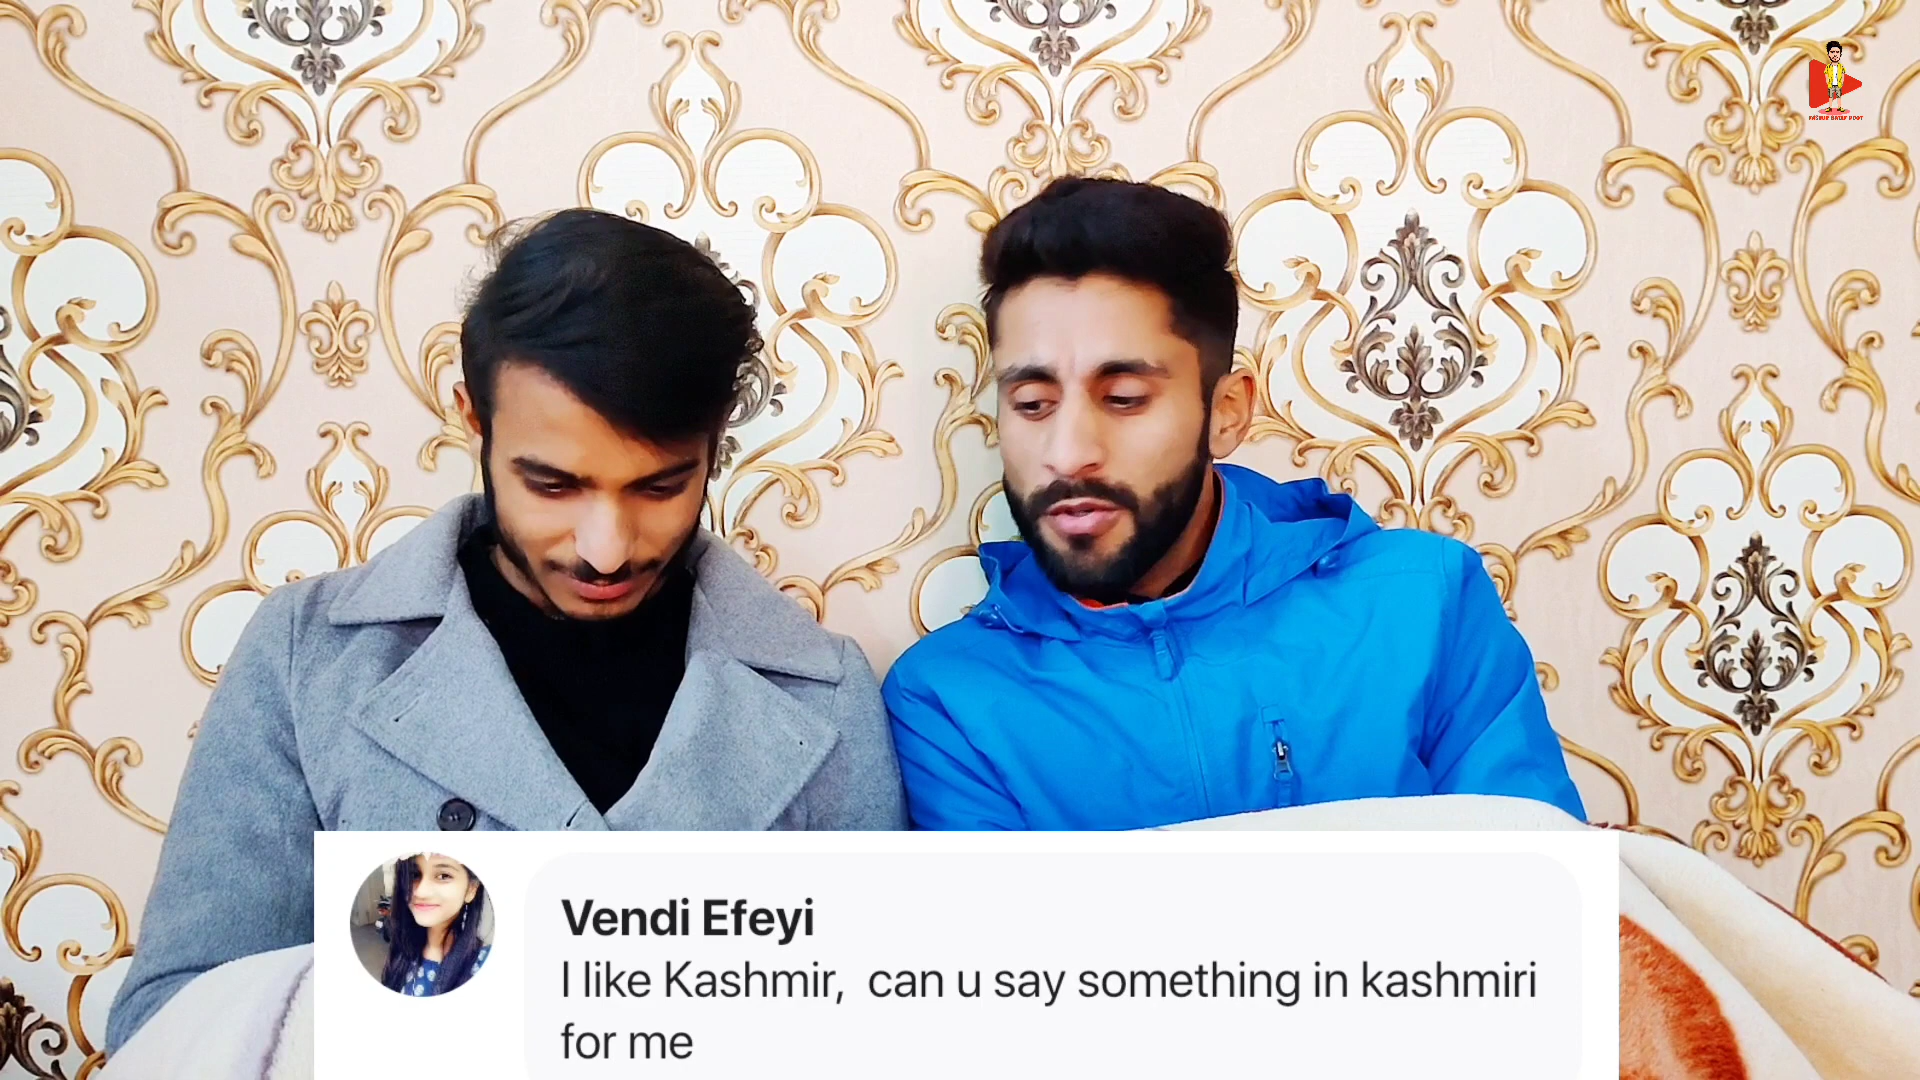 Vendi Efeyi
I like Kashmir, can u say something in kashmiri
for me